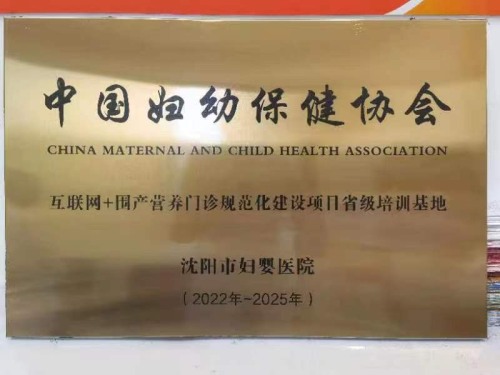 中国妇幼保健协会
CHINA MATERNAL AND CHILD HEALTH ASSOCIATION
互联网+围产营养门诊规范化建设项目省级培训基地
沈阳市妇婴医院
（2022年~2025年）